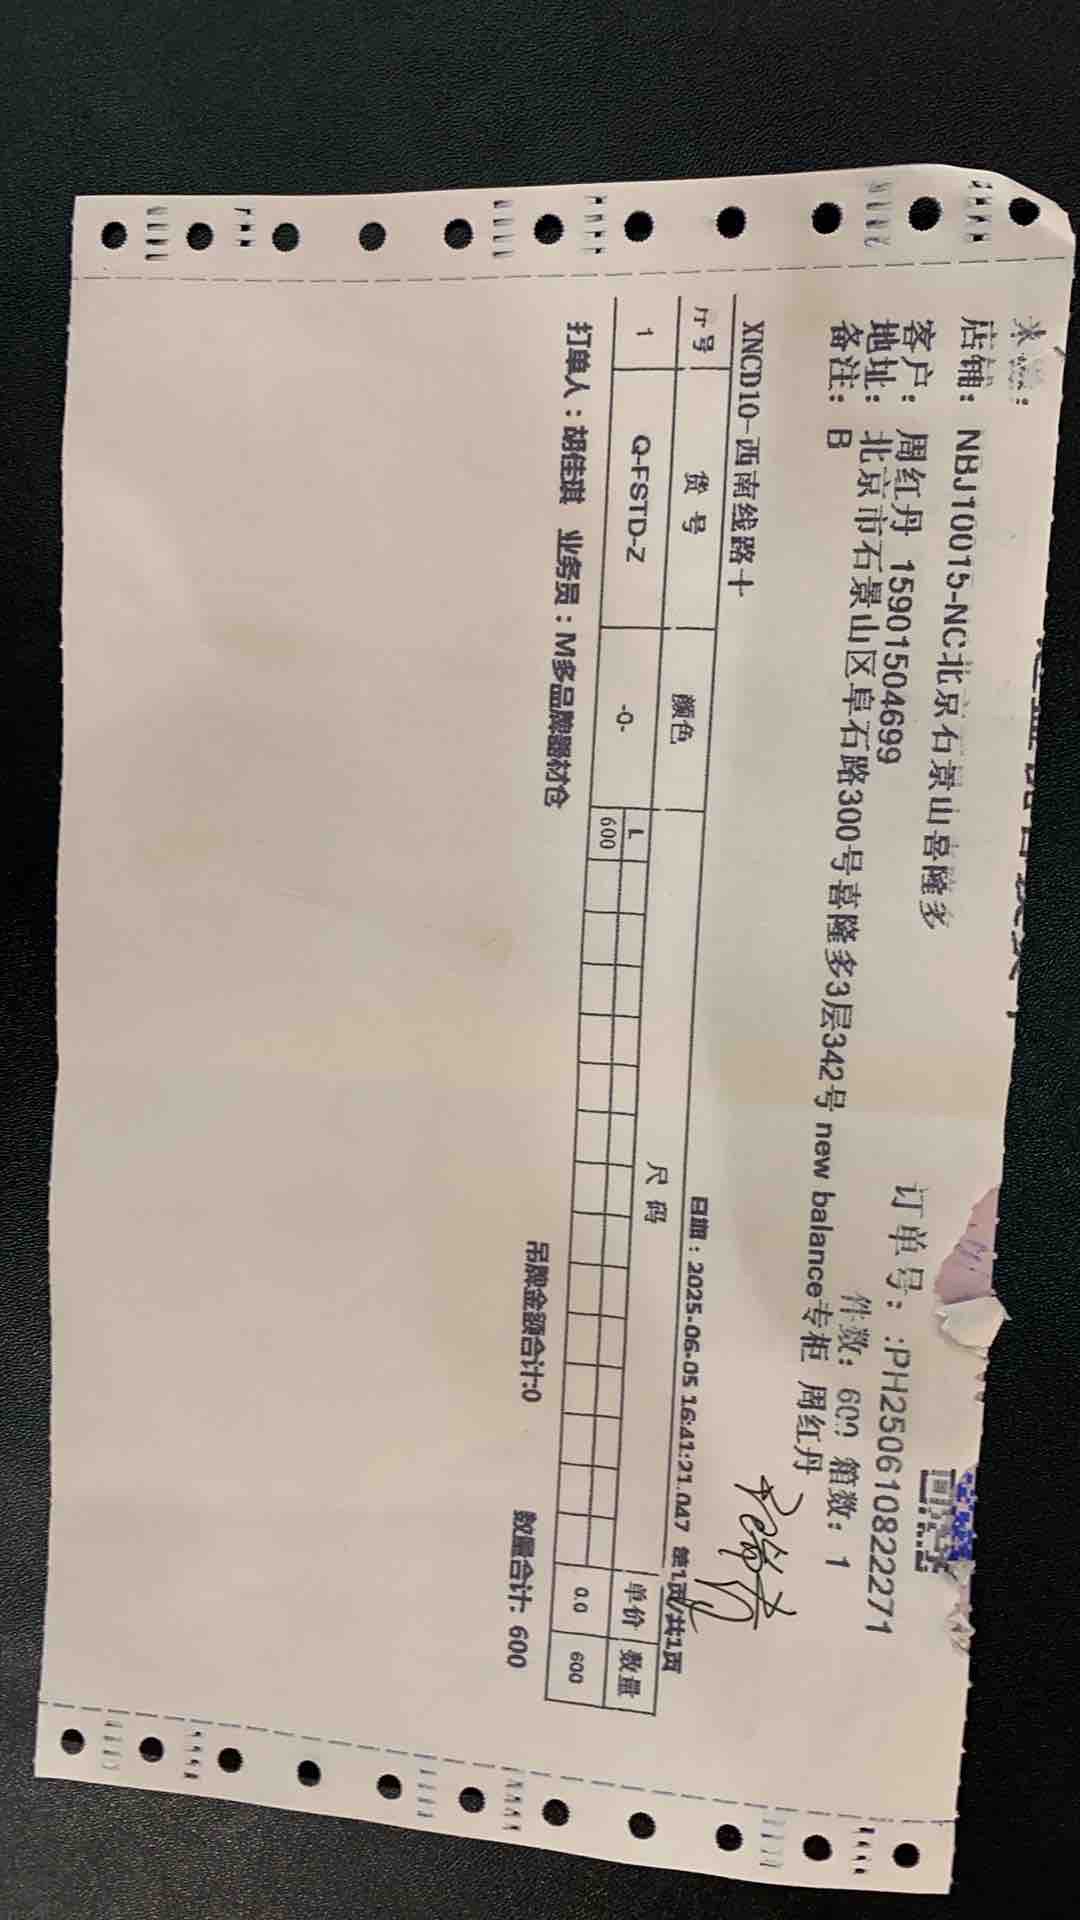 店铺: NBJ10015-NC北京石景山喜隆多
订单号: :PH250610822271
客户: 周红丹 15901504699
件数: 600 箱数: 1
地址: 北京市石景山区阜石路300号喜隆多3层342号 new balance专柜 周红丹
备注: B
XNCD10-西南线路十
日期：2025-06-05 16:41:21.047 第1页/共1页
序号 货号 颜色 尺码 单价 数量
L
1 Q-FSTD-Z -0- 600 0.0 600
打单人：胡佳琪 业务员：M多品牌器材仓 吊牌金额合计:0 数量合计: 600